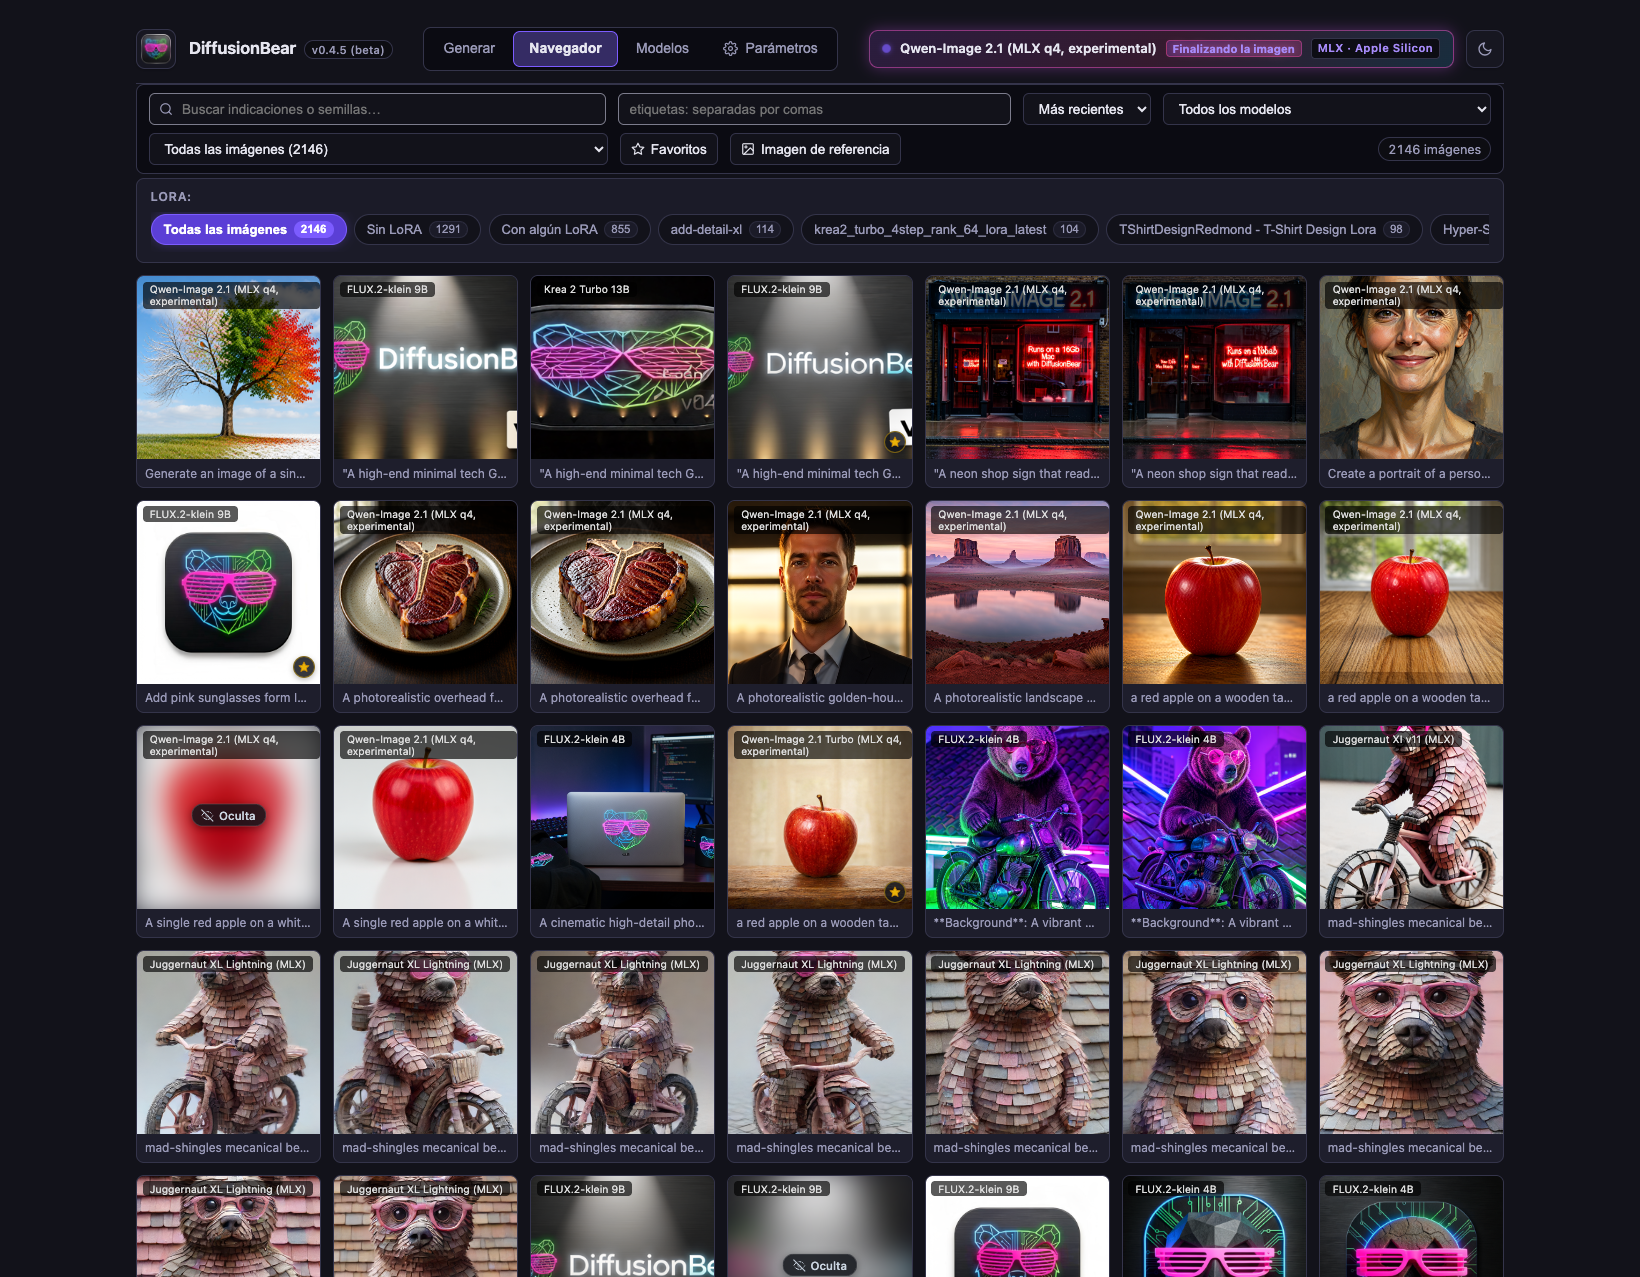 DiffusionBear
v0.4.5 (beta)
Generar
Navegador
Modelos
Parámetros
Qwen-Image 2.1 (MLX q4, experimental)
Finalizando la imagen
MLX · Apple Silicon
Buscar indicaciones o semillas...
etiquetas: separadas por comas
Más recientes
Todos los modelos
Todas las imágenes (2146)
Favoritos
Imagen de referencia
2146 imágenes
LORA:
Todas las imágenes 2146
Sin LoRA 1291
Con algún LoRA 855
add-detail-xl 114
krea2_turbo_4step_rank_64_lora_latest 104
TShirtDesignRedmond - T-Shirt Design Lora 98
Hyper-S
Qwen-Image 2.1 (MLX q4,
experimental)
Generate an image of a sin...
FLUX.2-klein 9B
DiffusionB
"A high-end minimal tech G...
Krea 2 Turbo 13B
v04
"A high-end minimal tech G...
FLUX.2-klein 9B
DiffusionBe
"A high-end minimal tech G...
Qwen-Image 2.1 (MLX q4,
experimental)
IMAGE 2.1
Runs on a 16Gb
Mac
with DiffusionBear
"A neon shop sign that read...
Qwen-Image 2.1 (MLX q4,
experimental)
IMAGE 2.1
Runs on a
with DiffusionBear
"A neon shop sign that read...
Qwen-Image 2.1 (MLX q4,
experimental)
Create a portrait of a perso...
FLUX.2-klein 9B
Add pink sunglasses form l...
Qwen-Image 2.1 (MLX q4,
experimental)
A photorealistic overhead f...
Qwen-Image 2.1 (MLX q4,
experimental)
A photorealistic overhead f...
Qwen-Image 2.1 (MLX q4,
experimental)
A photorealistic golden-hou...
Qwen-Image 2.1 (MLX q4,
experimental)
A photorealistic landscape ...
Qwen-Image 2.1 (MLX q4,
experimental)
a red apple on a wooden ta...
Qwen-Image 2.1 (MLX q4,
experimental)
a red apple on a wooden ta...
Qwen-Image 2.1 (MLX q4,
experimental)
Oculta
A single red apple on a whit...
Qwen-Image 2.1 (MLX q4,
experimental)
A single red apple on a whit...
FLUX.2-klein 4B
A cinematic high-detail pho...
Qwen-Image 2.1 Turbo (MLX q4,
experimental)
a red apple on a wooden ta...
FLUX.2-klein 4B
**Background**: A vibrant ...
FLUX.2-klein 4B
**Background**: A vibrant ...
Juggernaut XI v11 (MLX)
mad-shingles mecanical be...
Juggernaut XL Lightning (MLX)
mad-shingles mecanical be...
Juggernaut XL Lightning (MLX)
mad-shingles mecanical be...
Juggernaut XL Lightning (MLX)
mad-shingles mecanical be...
Juggernaut XL Lightning (MLX)
mad-shingles mecanical be...
Juggernaut XL Lightning (MLX)
mad-shingles mecanical be...
Juggernaut XL Lightning (MLX)
mad-shingles mecanical be...
Juggernaut XL Lightning (MLX)
mad-shingles mecanical be...
Juggernaut XL Lightning (MLX)
Juggernaut XL Lightning (MLX)
FLUX.2-klein 9B
DiffusionBe
FLUX.2-klein 9B
Oculta
FLUX.2-klein 9B
FLUX.2-klein 4B
FLUX.2-klein 4B